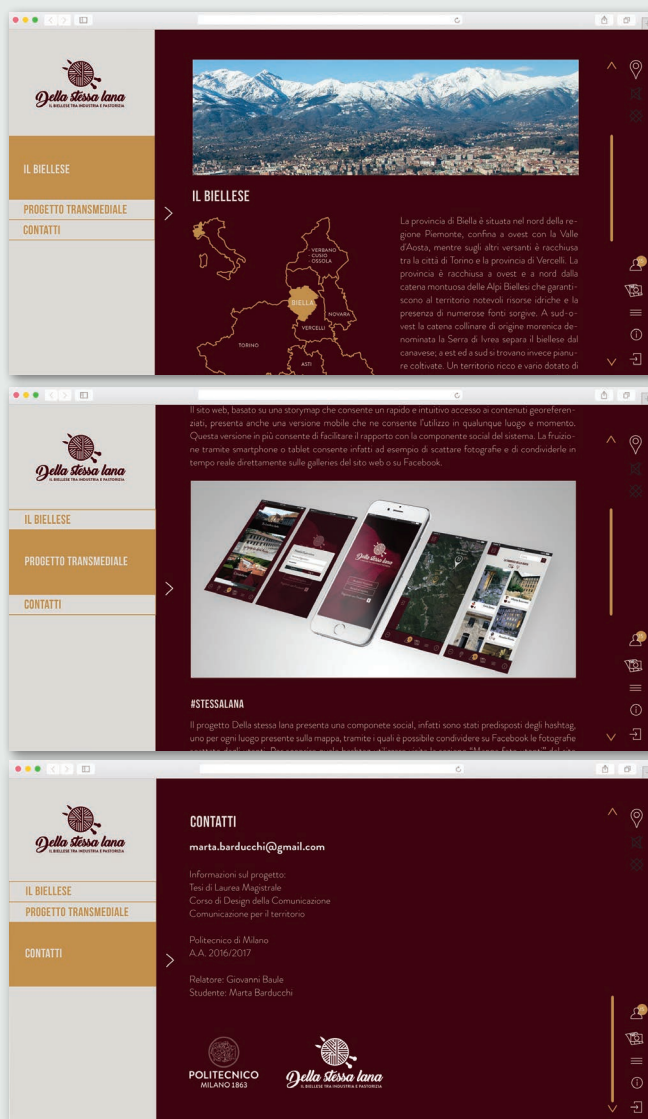 Della stessa lana
IL BIELLESE TRA INDUSTRIA E PASTORIZIA
IL BIELLESE
PROGETTO TRANSMEDIALE
CONTATTI
IL BIELLESE
- VERBANO
- CUSIO
- OSSOLA
BIELLA
NOVARA
VERCELLI
TORINO
ASTI
La provincia di Biella è situata nel nord della re-
gione Piemonte, confina a ovest con la Valle
d'Aosta, mentre sugli altri versanti è racchiusa
tra la città di Torino e la provincia di Vercelli. La
provincia è racchiusa a ovest e a nord dalla
catena montuosa delle Alpi Biellesi che garanti-
scono al territorio notevoli risorse idriche e la
presenza di numerose fonti sorgive. A sud-o-
vest la catena collinare di origine morenica de-
nominata la Serra di Ivrea separa il biellese dal
canavese; a est ed a sud si trovano invece pianu-
re coltivate. Un territorio ricco e vario dotato di
Della stessa lana
IL BIELLESE TRA INDUSTRIA E PASTORIZIA
IL BIELLESE
PROGETTO TRANSMEDIALE
CONTATTI
Il sito web, basato su una storymap che consente un rapido e intuitivo accesso ai contenuti georeferen-
ziati, presenta anche una versione mobile che ne consente l'utilizzo in qualunque luogo e momento.
Questa versione in più consente di facilitare il rapporto con la componente social del sistema. La fruizio-
ne tramite smartphone o tablet consente infatti ad esempio di scattare fotografie e di condividerle in
tempo reale direttamente sulle galleries del sito web o su Facebook.
Della stessa lana
#STESSALANA
Il progetto Della stessa lana presenta una componete social, infatti sono stati predisposti degli hashtag,
uno per ogni luogo presente sulla mappa, tramite i quali è possibile condividere su Facebook le fotografie
Della stessa lana
IL BIELLESE TRA INDUSTRIA E PASTORIZIA
IL BIELLESE
PROGETTO TRANSMEDIALE
CONTATTI
CONTATTI
marta.barducchi@gmail.com
Informazioni sul progetto:
Tesi di Laurea Magistrale
Corso di Design della Comunicazione
Comunicazione per il territorio
Politecnico di Milano
A.A. 2016/2017
Relatore: Giovanni Baule
Studente: Marta Barducchi
POLITECNICO
MILANO 1863
Della stessa lana
IL BIELLESE TRA INDUSTRIA E PASTORIZIA